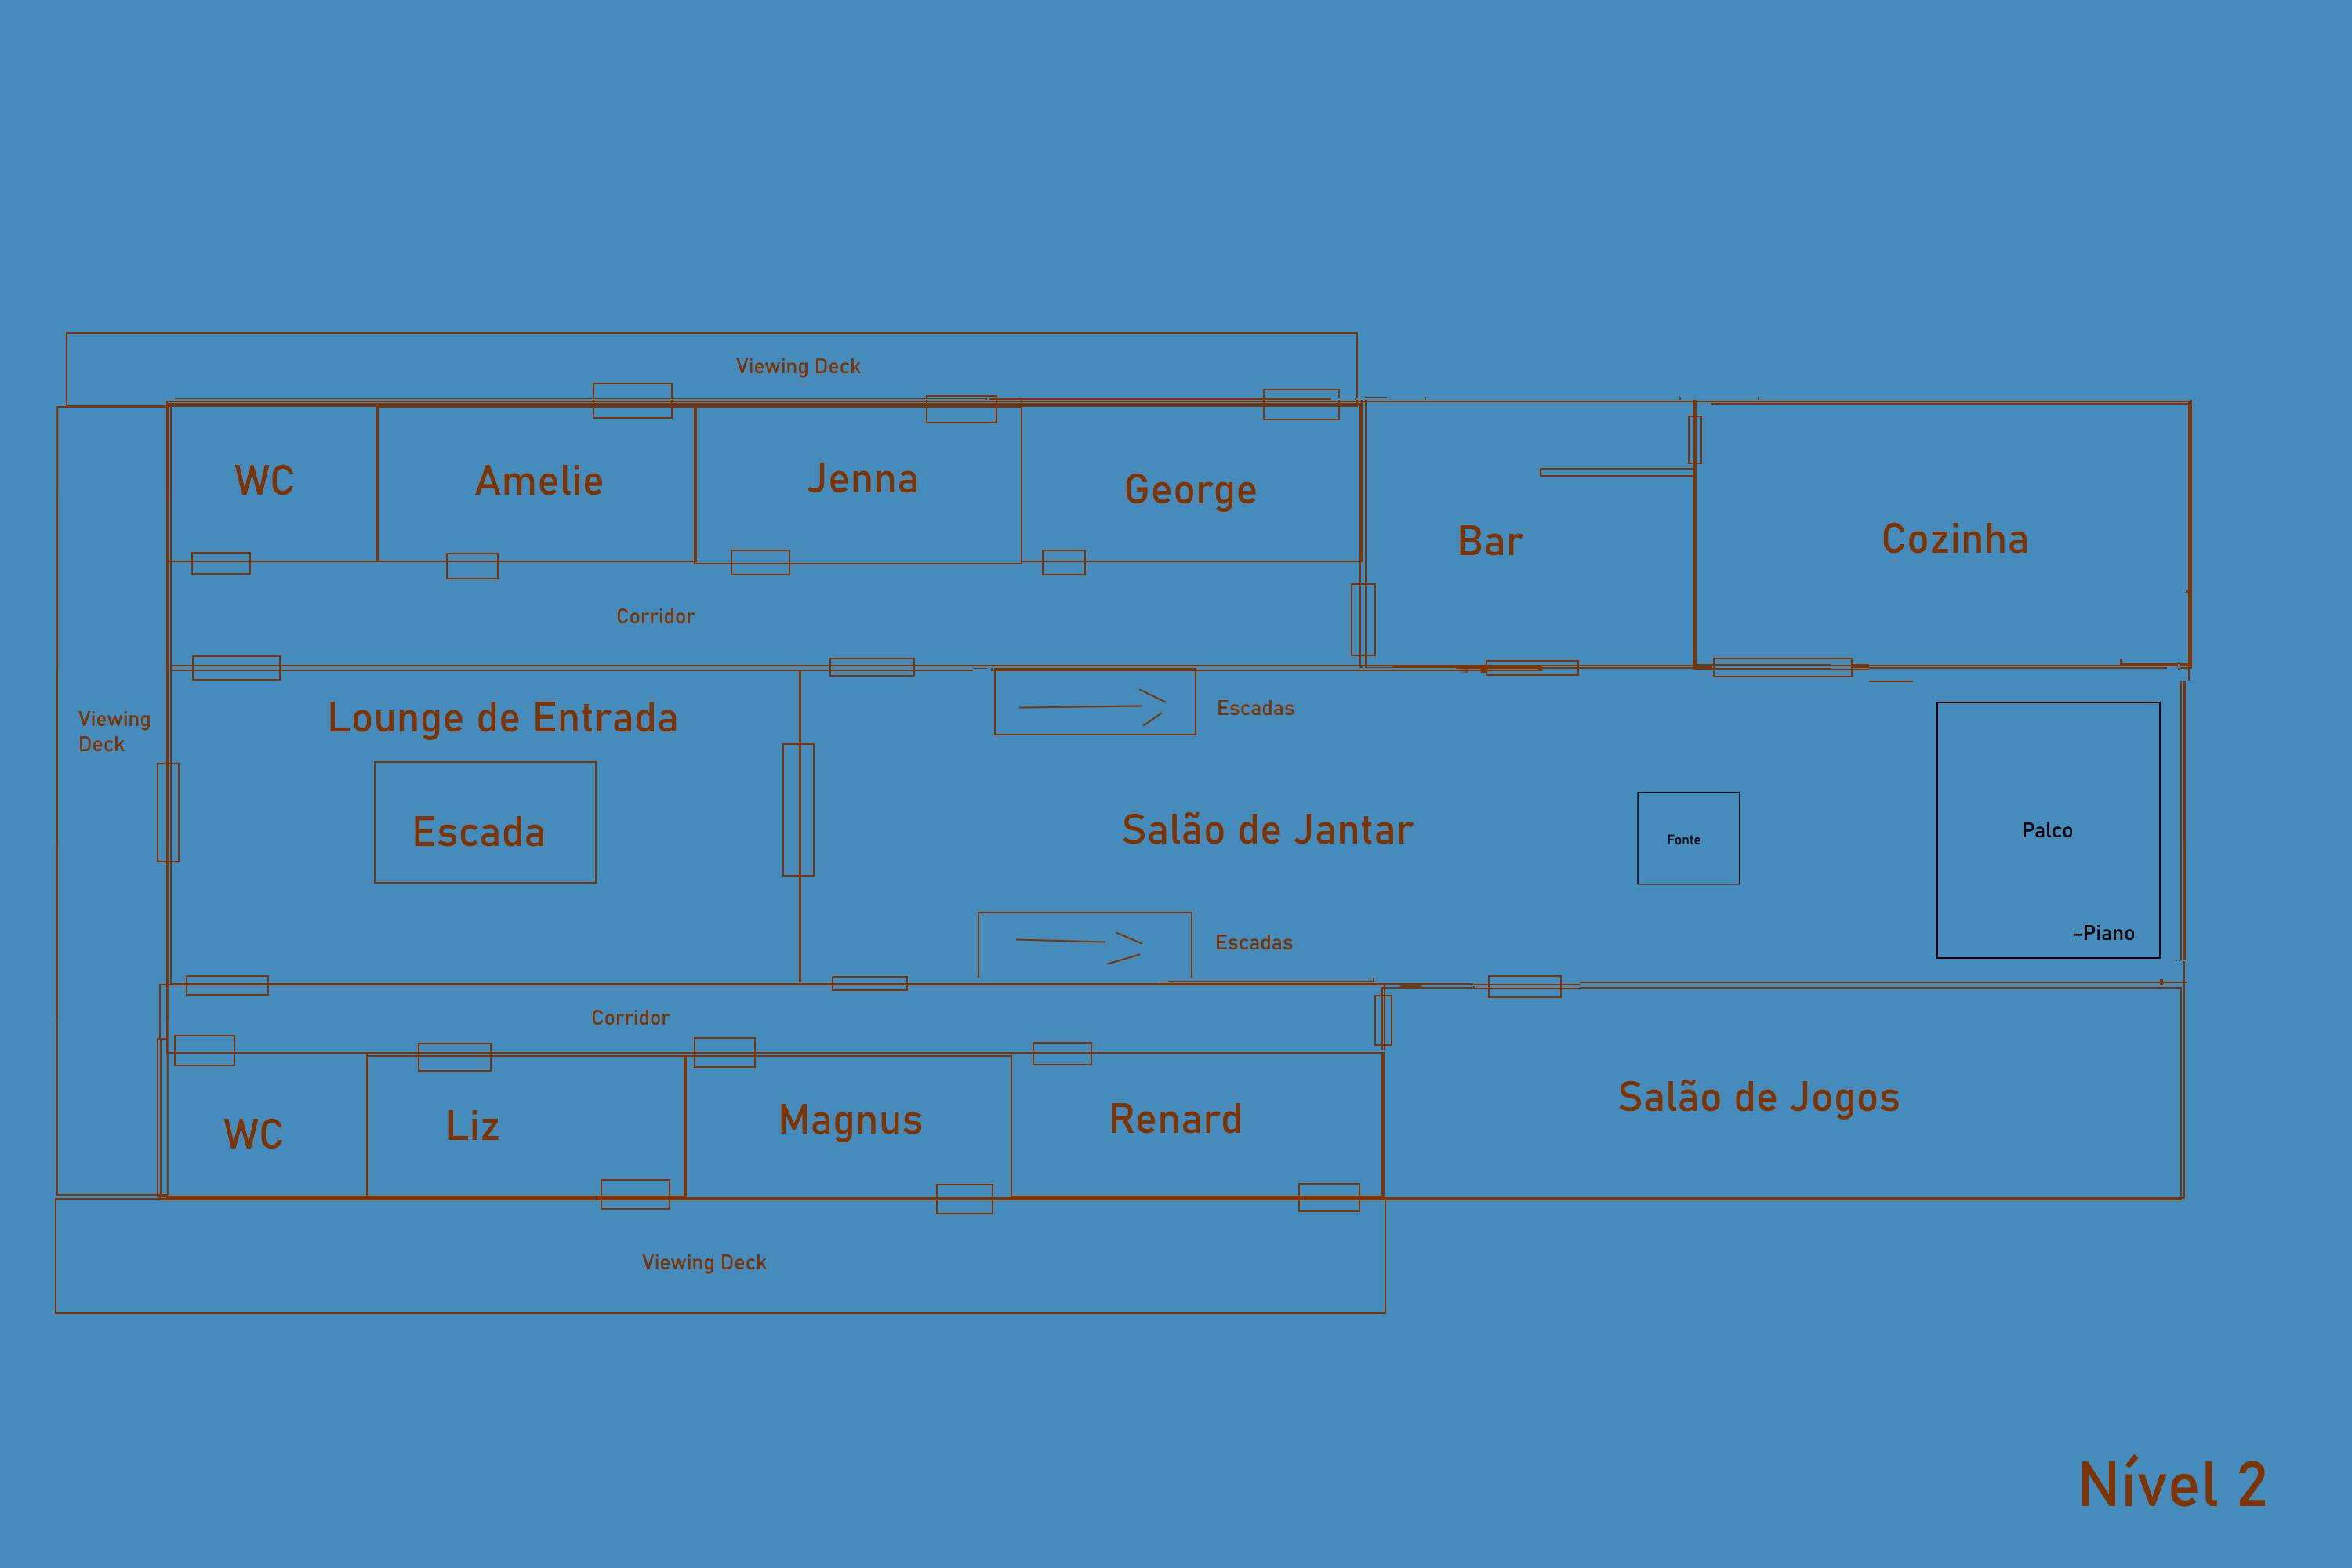 Viewing Deck
WC
Amelie
Jenna
George
Bar
Cozinha
Corridor
Viewing
Deck
Lounge de Entrada
Escadas
Escada
Salão de Jantar
Fonte
Palco
-Piano
Escadas
Corridor
WC
Liz
Magnus
Renard
Salão de Jogos
Viewing Deck
Nível 2